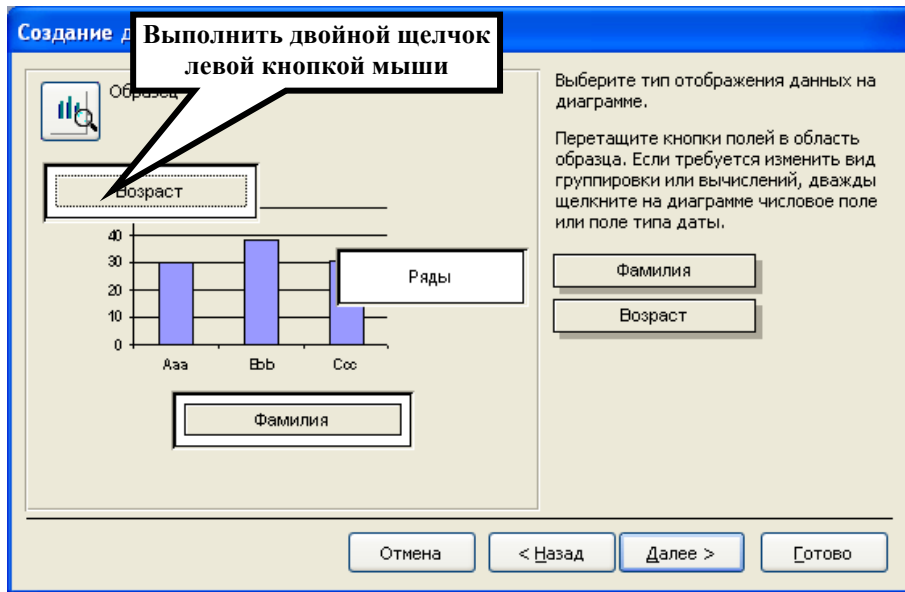 Создание д
Выполнить двойной щелчок
левой кнопкой мыши
Образец
Возраст
40
30
20
10
0
Ряды
Aaa Bbb Ccc
Фамилия
Выберите тип отображения данных на
диаграмме.
Перетащите кнопки полей в область
образца. Если требуется изменить вид
группировки или вычислений, дважды
щелкните на диаграмме числовое поле
или поле типа даты.
Фамилия
Возраст
Отмена < Назад Далее > Готово